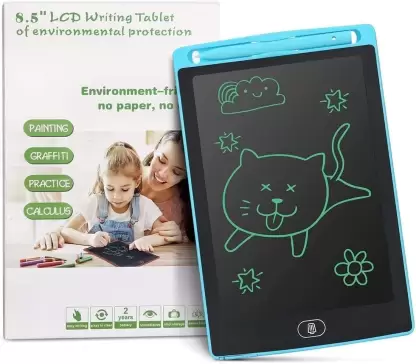 8.5" LCD Writing Tablet
of environmental protection
Environment-fri
no paper, no
PAINTING
GRAFFITI
PRACTICE
CALCULUS
2
years